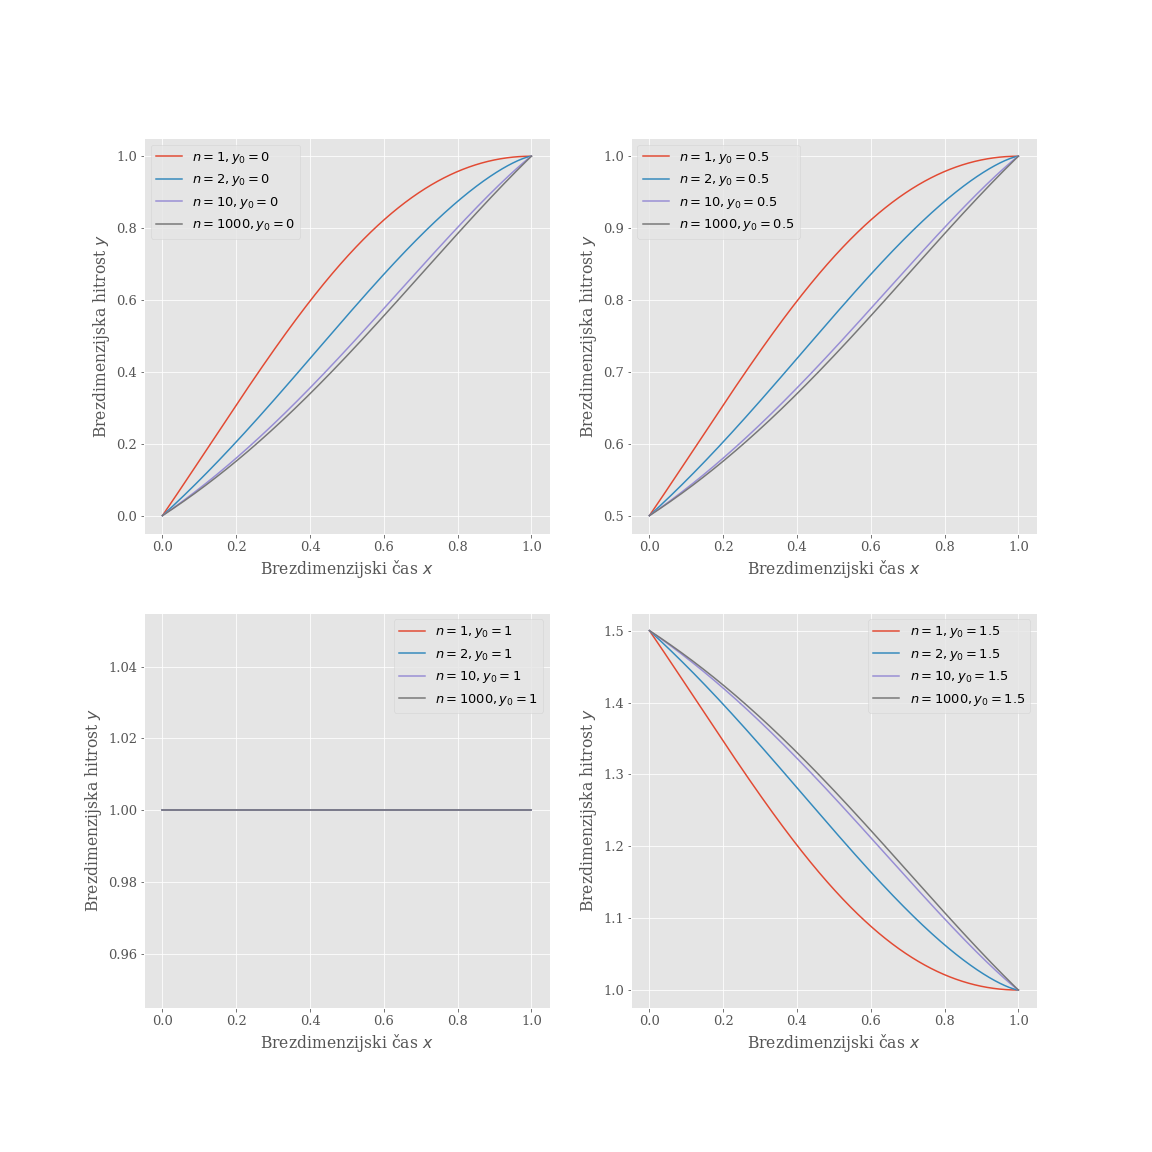 n = 1, y₀ = 0
n = 2, y₀ = 0
n = 10, y₀ = 0
n = 1000, y₀ = 0
1.0
0.8
0.6
0.4
0.2
0.0
Brezdimenzijska hitrost y
0.0 0.2 0.4 0.6 0.8 1.0
Brezdimenzijski čas x
n = 1, y₀ = 0.5
n = 2, y₀ = 0.5
n = 10, y₀ = 0.5
n = 1000, y₀ = 0.5
1.0
0.9
0.8
0.7
0.6
0.5
Brezdimenzijska hitrost y
0.0 0.2 0.4 0.6 0.8 1.0
Brezdimenzijski čas x
n = 1, y₀ = 1
n = 2, y₀ = 1
n = 10, y₀ = 1
n = 1000, y₀ = 1
1.04
1.02
1.00
0.98
0.96
Brezdimenzijska hitrost y
0.0 0.2 0.4 0.6 0.8 1.0
Brezdimenzijski čas x
n = 1, y₀ = 1.5
n = 2, y₀ = 1.5
n = 10, y₀ = 1.5
n = 1000, y₀ = 1.5
1.5
1.4
1.3
1.2
1.1
1.0
Brezdimenzijska hitrost y
0.0 0.2 0.4 0.6 0.8 1.0
Brezdimenzijski čas x